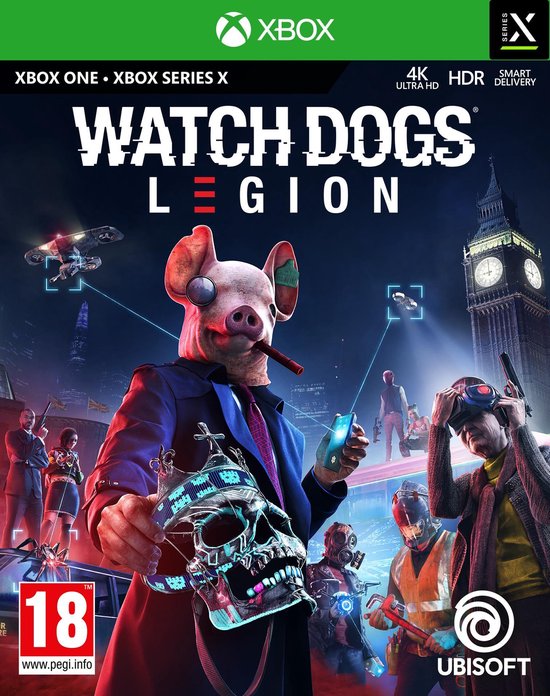 XBOX
SERIES X
XBOX ONE • XBOX SERIES X
4K
ULTRA HD
HDR
SMART
DELIVERY
WATCH DOGS®
LEGION
18
™
www.pegi.info
UBISOFT